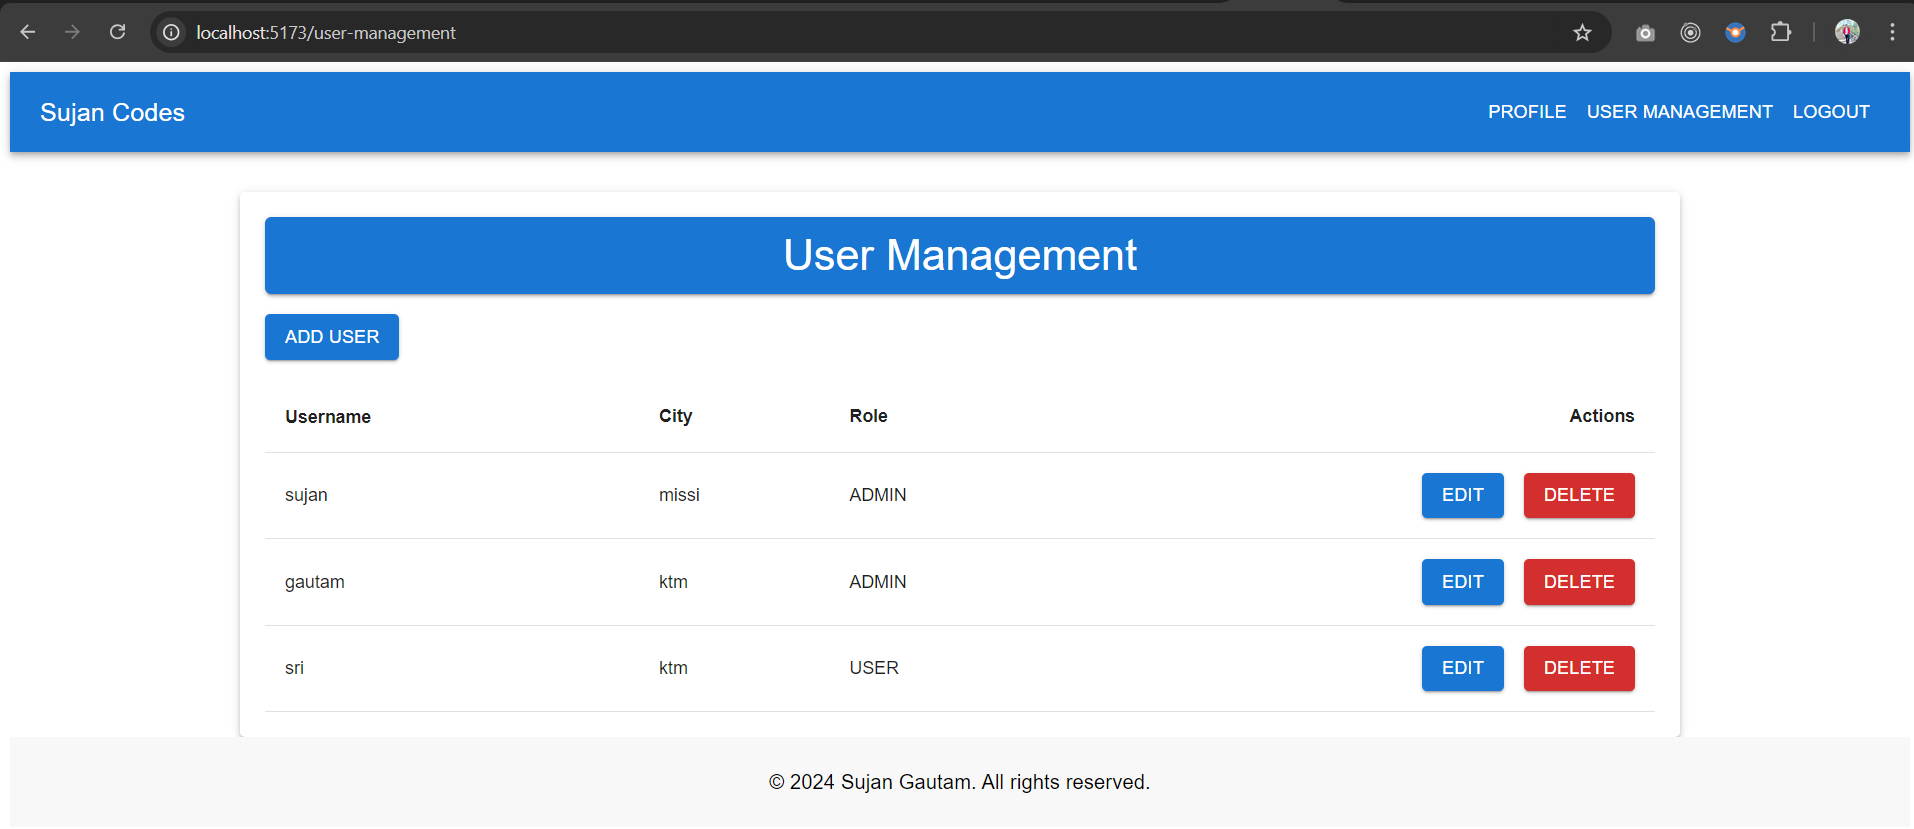 localhost:5173/user-management
Sujan Codes PROFILE USER MANAGEMENT LOGOUT
User Management
ADD USER
Username City Role Actions
sujan missi ADMIN EDIT DELETE
gautam ktm ADMIN EDIT DELETE
sri ktm USER EDIT DELETE
© 2024 Sujan Gautam. All rights reserved.